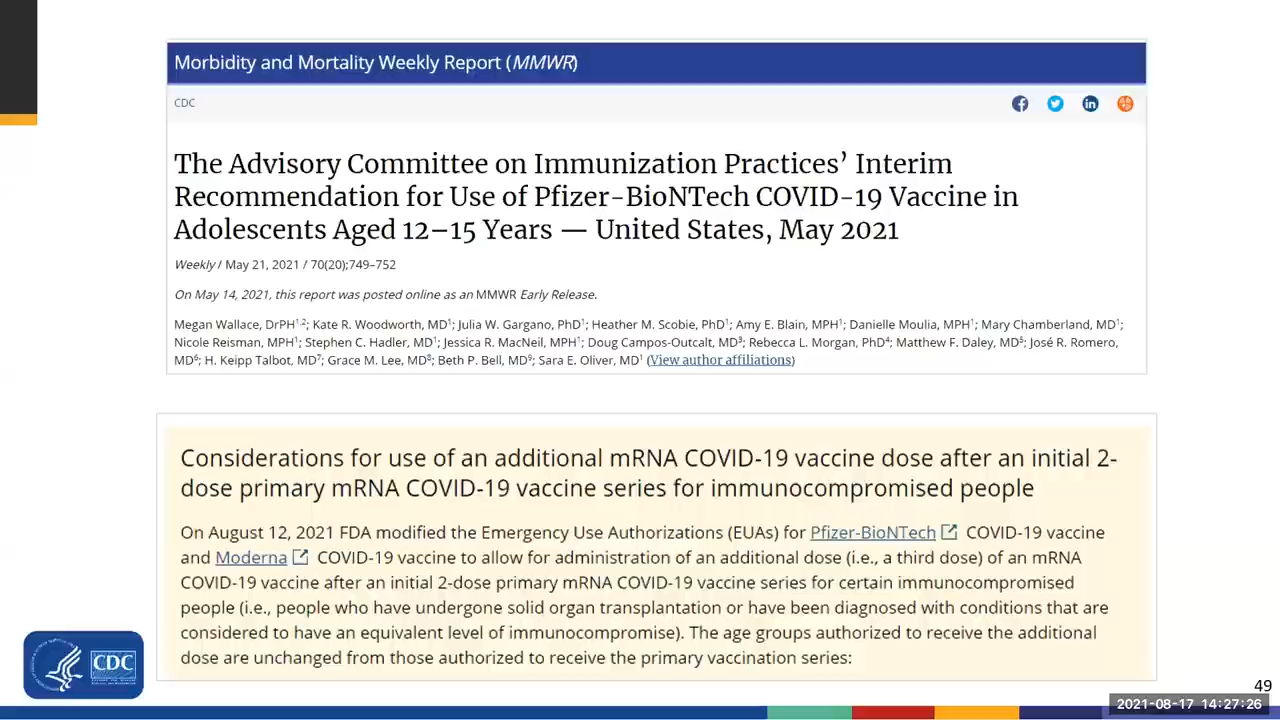 Morbidity and Mortality Weekly Report (MMWR)
CDC
The Advisory Committee on Immunization Practices’ Interim
Recommendation for Use of Pfizer-BioNTech COVID-19 Vaccine in
Adolescents Aged 12–15 Years — United States, May 2021
Weekly / May 21, 2021 / 70(20);749–752
On May 14, 2021, this report was posted online as an MMWR Early Release.
Megan Wallace, DrPH1,2; Kate R. Woodworth, MD1; Julia W. Gargano, PhD1; Heather M. Scobie, PhD1; Amy E. Blain, MPH1; Danielle Moulia, MPH1; Mary Chamberland, MD1;
Nicole Reisman, MPH1; Stephen C. Hadler, MD1; Jessica R. MacNeil, MPH1; Doug Campos-Outcalt, MD3; Rebecca L. Morgan, PhD4; Matthew F. Daley, MD5; José R. Romero,
MD6; H. Keipp Talbot, MD7; Grace M. Lee, MD8; Beth P. Bell, MD9; Sara E. Oliver, MD1 (View author affiliations)
Considerations for use of an additional mRNA COVID-19 vaccine dose after an initial 2-
dose primary mRNA COVID-19 vaccine series for immunocompromised people
On August 12, 2021 FDA modified the Emergency Use Authorizations (EUAs) for Pfizer-BioNTech COVID-19 vaccine
and Moderna COVID-19 vaccine to allow for administration of an additional dose (i.e., a third dose) of an mRNA
COVID-19 vaccine after an initial 2-dose primary mRNA COVID-19 vaccine series for certain immunocompromised
people (i.e., people who have undergone solid organ transplantation or have been diagnosed with conditions that are
considered to have an equivalent level of immunocompromise). The age groups authorized to receive the additional
dose are unchanged from those authorized to receive the primary vaccination series:
CDC
49
2021-08-17 14:27:26